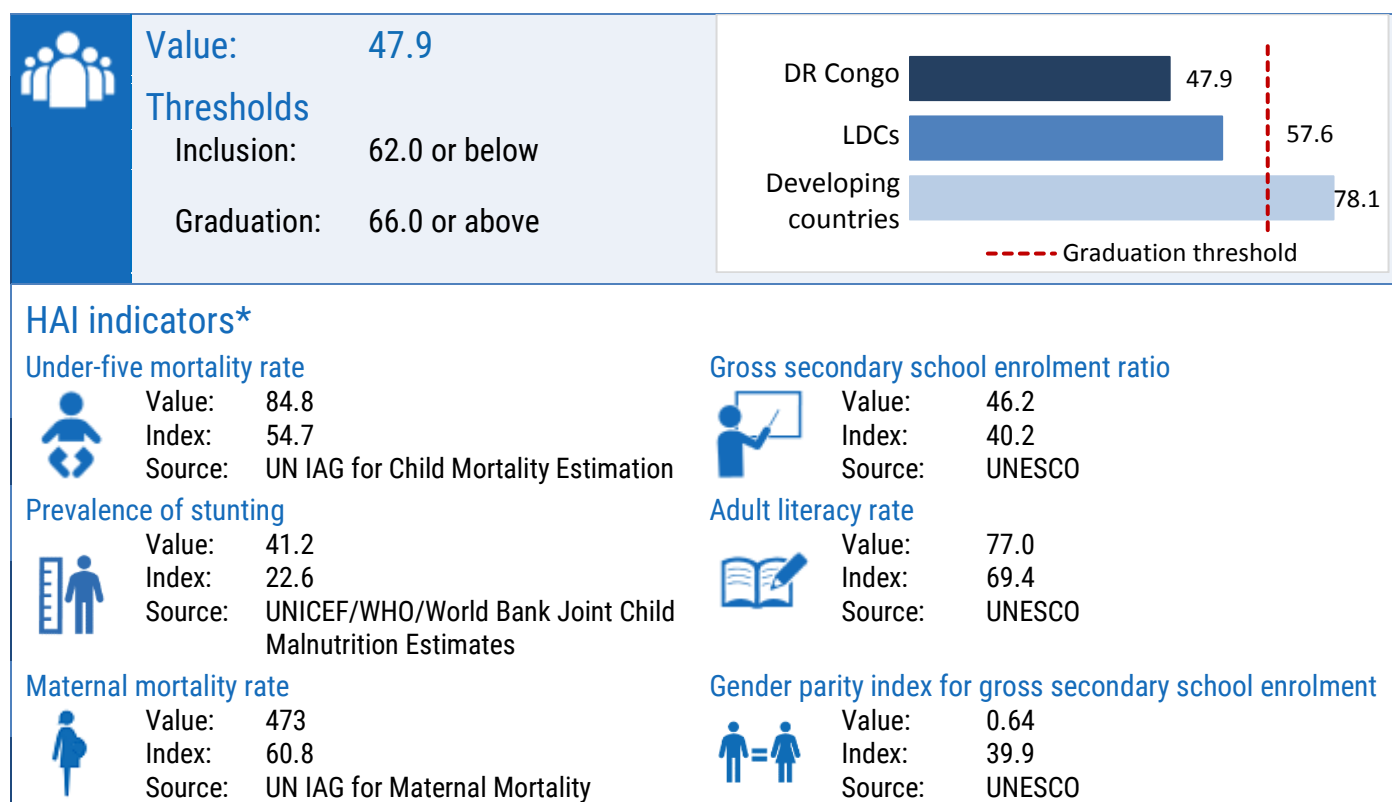 Value: 47.9
Thresholds
Inclusion: 62.0 or below
Graduation: 66.0 or above
DR Congo 47.9
LDCs 57.6
Developing
countries 78.1
Graduation threshold
HAI indicators*
Under-five mortality rate
Value: 84.8
Index: 54.7
Source: UN IAG for Child Mortality Estimation
Prevalence of stunting
Value: 41.2
Index: 22.6
Source: UNICEF/WHO/World Bank Joint Child
Malnutrition Estimates
Maternal mortality rate
Value: 473
Index: 60.8
Source: UN IAG for Maternal Mortality
Gross secondary school enrolment ratio
Value: 46.2
Index: 40.2
Source: UNESCO
Adult literacy rate
Value: 77.0
Index: 69.4
Source: UNESCO
Gender parity index for gross secondary school enrolment
Value: 0.64
Index: 39.9
Source: UNESCO